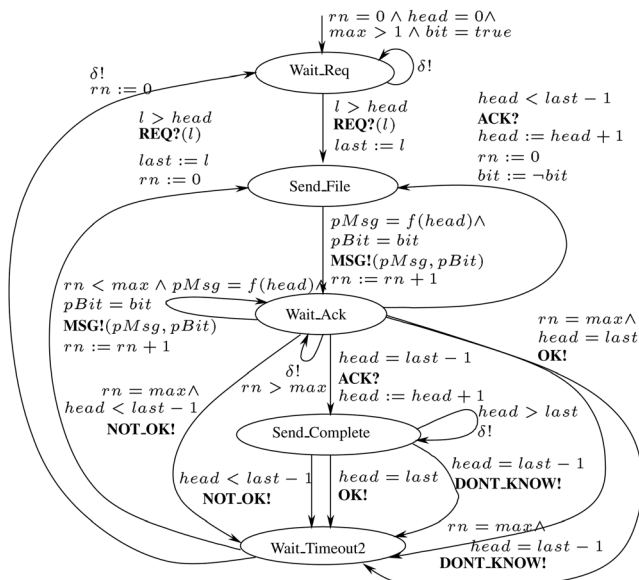 rn = 0 ∧ head = 0∧
max > 1 ∧ bit = true
Wait_Req
δ!
δ!
rn := 0
l > head
REQ?(l)
last := l
rn := 0
l > head
REQ?(l)
last := l
head < last − 1
ACK?
head := head + 1
rn := 0
bit := ¬bit
Send_File
pMsg = f(head)∧
pBit = bit
MSG!(pMsg, pBit)
rn := rn + 1
rn < max ∧ pMsg = f(head)∧
pBit = bit
MSG!(pMsg, pBit)
rn := rn + 1
Wait_Ack
δ!
rn > max
rn = max∧
head = last
OK!
head = last − 1
ACK?
head := head + 1
rn = max∧
head < last − 1
NOT_OK!
Send_Complete
head > last
δ!
head < last − 1
NOT_OK!
head = last
OK!
head = last − 1
DONT_KNOW!
Wait_Timeout2
rn = max∧
head = last − 1
DONT_KNOW!